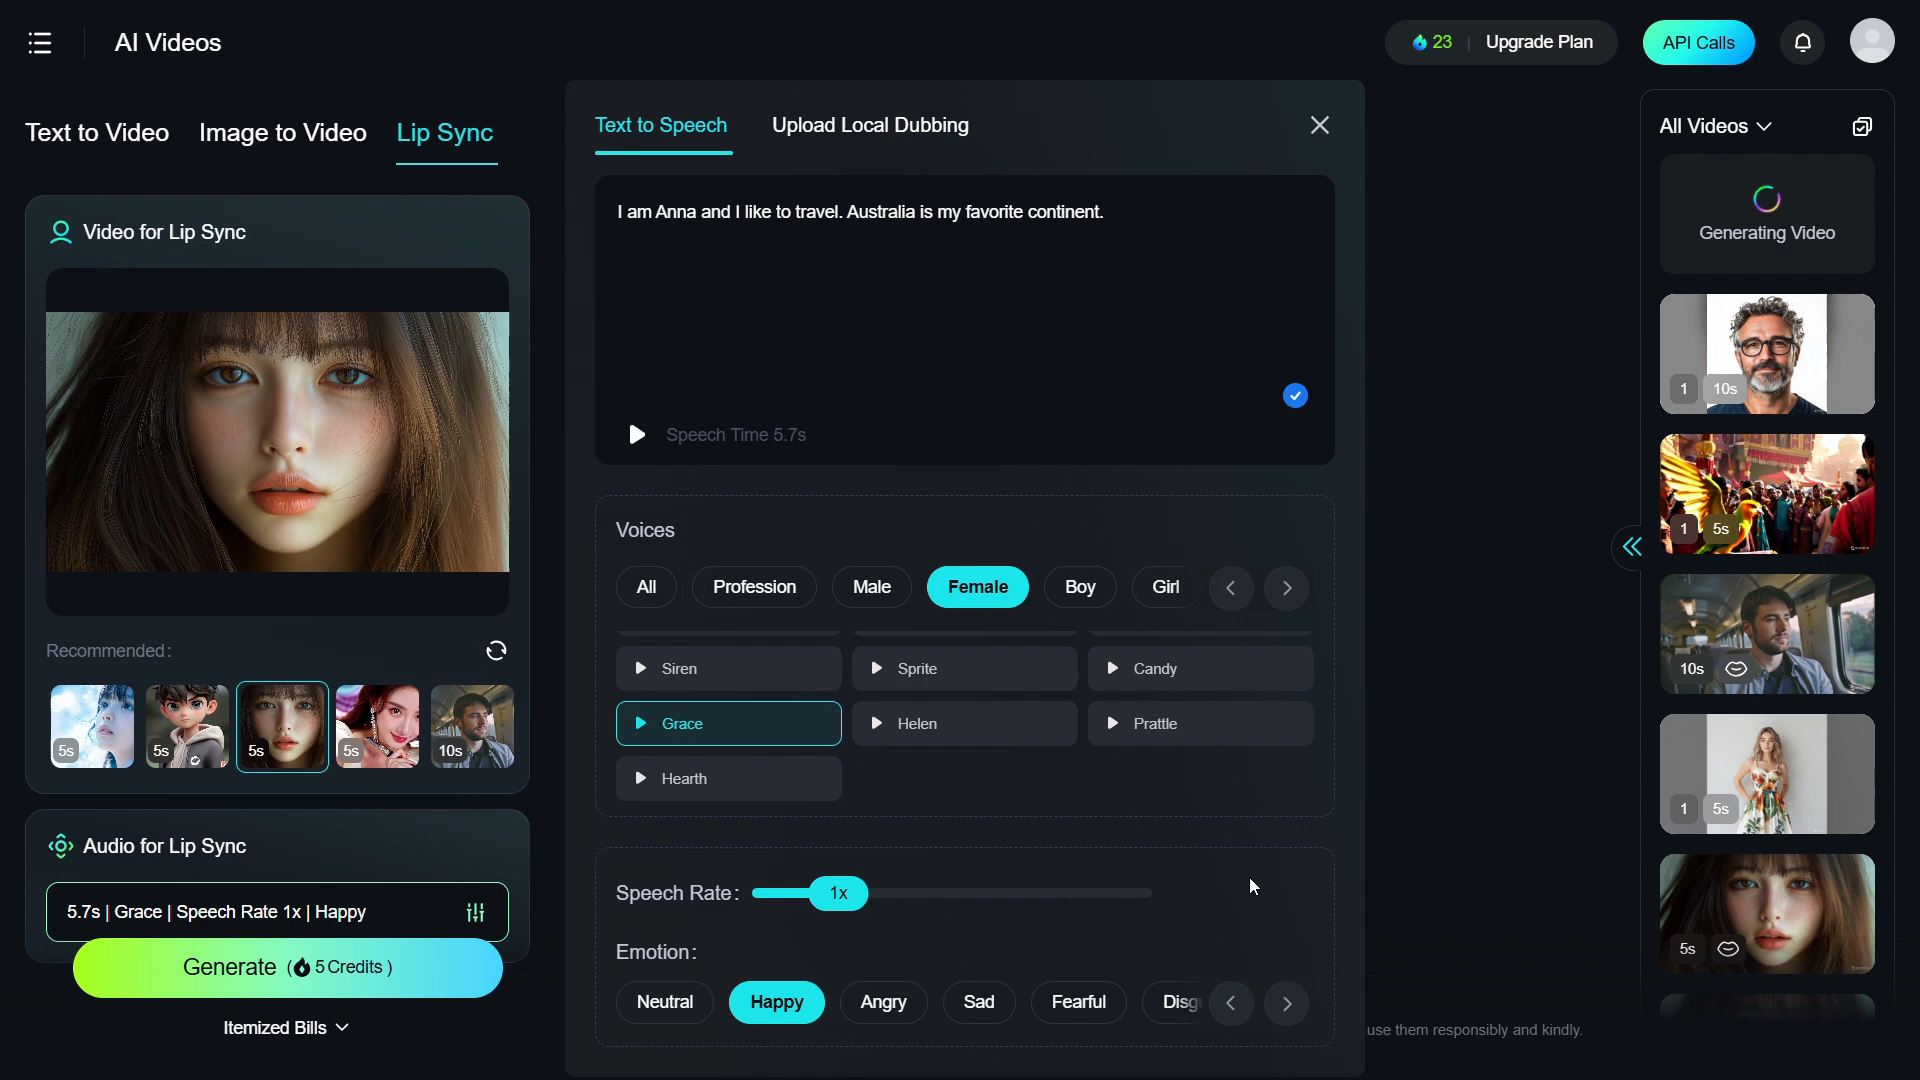 AI Videos
23 | Upgrade Plan
API Calls
Text to Video
Image to Video
Lip Sync
Video for Lip Sync
Recommended:
5s
5s
5s
5s
10s
Audio for Lip Sync
5.7s | Grace | Speech Rate 1x | Happy
Generate ( 5 Credits )
Itemized Bills
Text to Speech
Upload Local Dubbing
I am Anna and I like to travel. Australia is my favorite continent.
Speech Time 5.7s
Voices
All
Profession
Male
Female
Boy
Girl
Siren
Sprite
Candy
Grace
Helen
Prattle
Hearth
Speech Rate:
1x
Emotion:
Neutral
Happy
Angry
Sad
Fearful
Disg
use them responsibly and kindly.
All Videos
Generating Video
1
10s
1
5s
10s
1
5s
5s